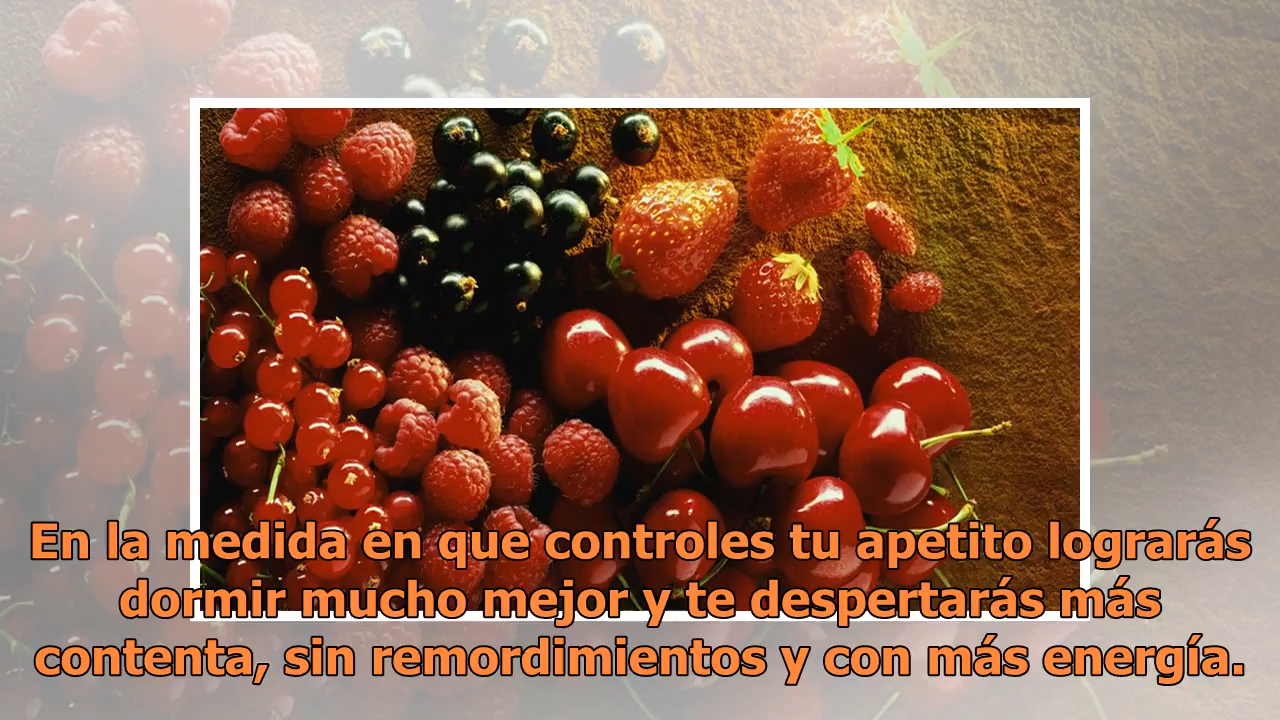 En la medida en que controles tu apetito lograrás
dormir mucho mejor y te despertarás más
contenta, sin remordimientos y con más energía.